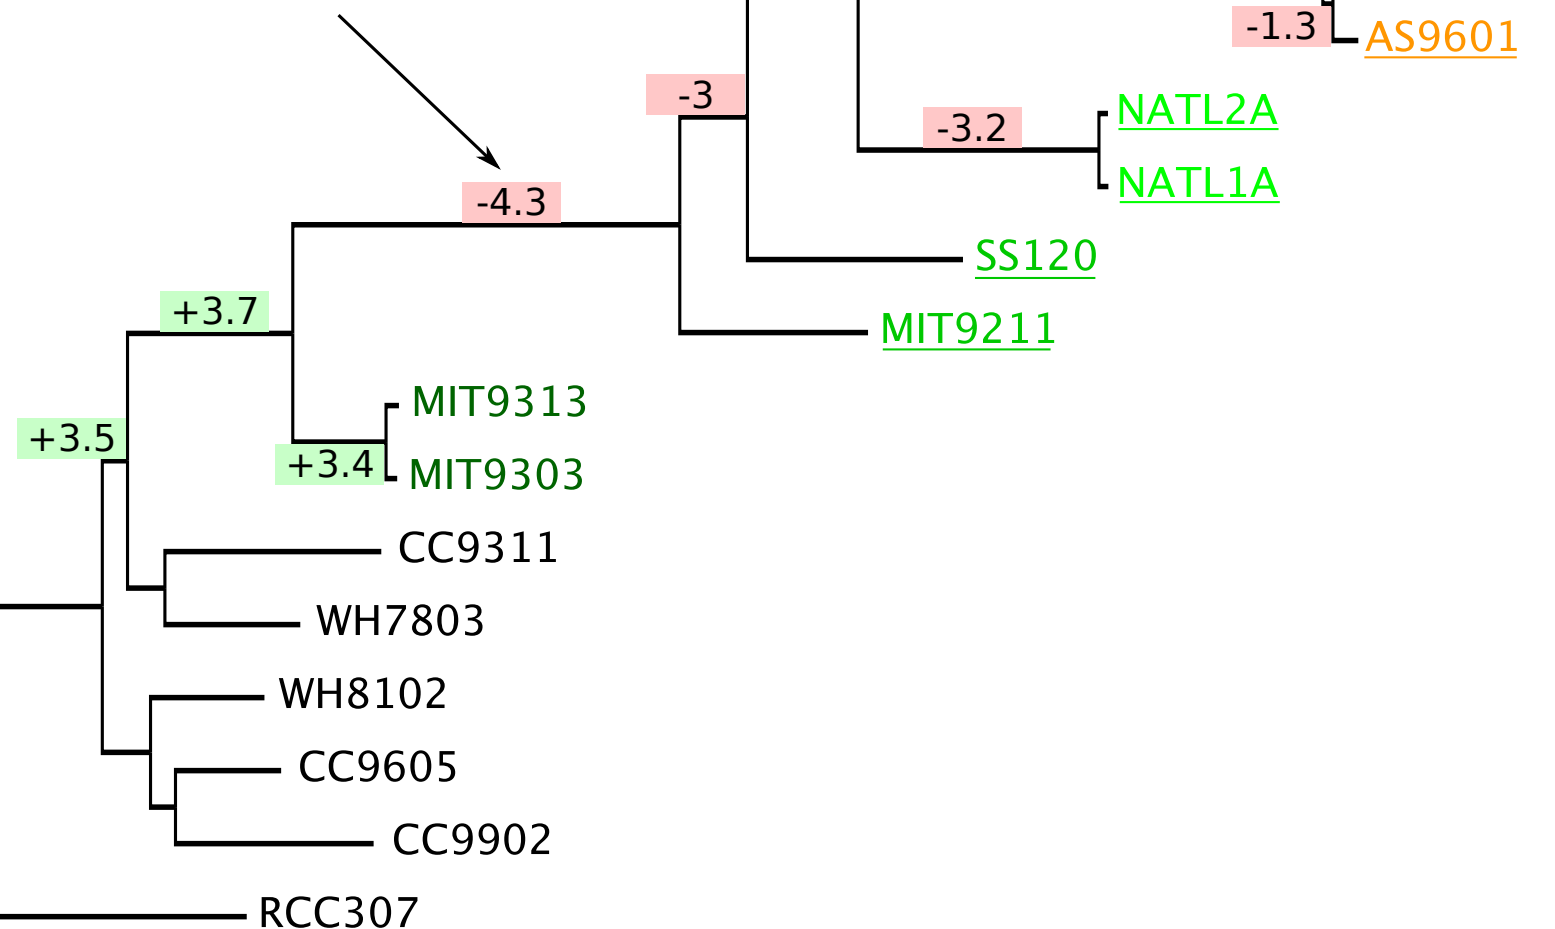 -1.3
AS9601
-3
NATL2A
-3.2
NATL1A
-4.3
SS120
+3.7
MIT9211
MIT9313
+3.5
+3.4
MIT9303
CC9311
WH7803
WH8102
CC9605
CC9902
RCC307